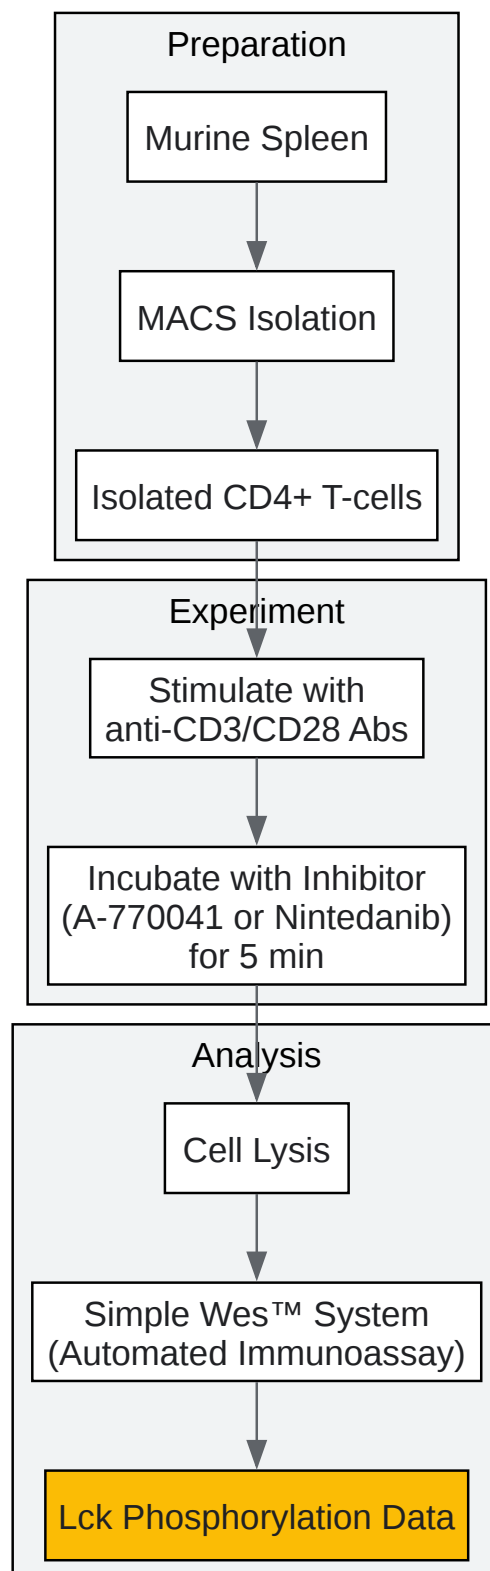 Preparation
Murine Spleen
MACS Isolation
Isolated CD4+ T-cells
Experiment
Stimulate with
anti-CD3/CD28 Abs
Incubate with Inhibitor
(A-770041 or Nintedanib)
for 5 min
Analysis
Cell Lysis
Simple Wes™ System
(Automated Immunoassay)
Lck Phosphorylation Data